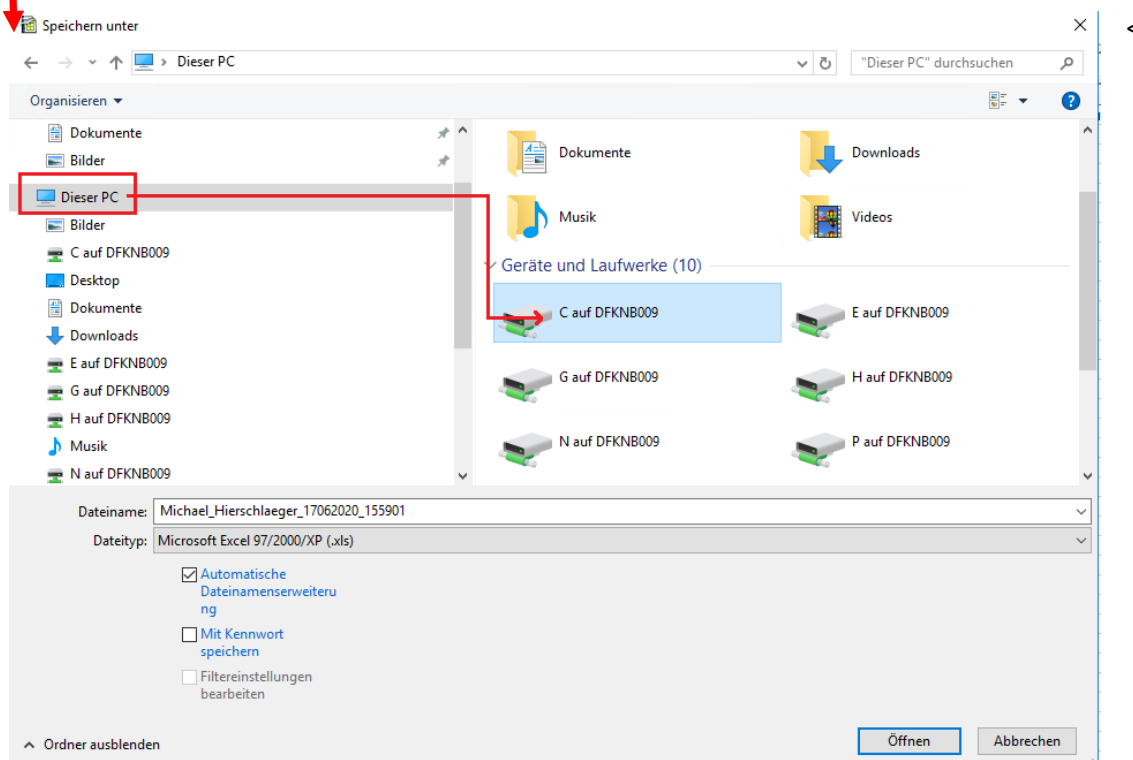 Speichern unter
Dieser PC
"Dieser PC" durchsuchen
Organisieren
Dokumente
Bilder
Dieser PC
Bilder
C auf DFKNB009
Desktop
Dokumente
Downloads
E auf DFKNB009
G auf DFKNB009
H auf DFKNB009
Musik
N auf DFKNB009
Dokumente
Downloads
Musik
Videos
Geräte und Laufwerke (10)
C auf DFKNB009
E auf DFKNB009
G auf DFKNB009
H auf DFKNB009
N auf DFKNB009
P auf DFKNB009
Dateiname: Michael_Hierschlaeger_17062020_155901
Dateityp: Microsoft Excel 97/2000/XP (.xls)
Automatische
Dateinamenserweiteru
ng
Mit Kennwort
speichern
Filtereinstellungen
bearbeiten
Ordner ausblenden
Öffnen
Abbrechen